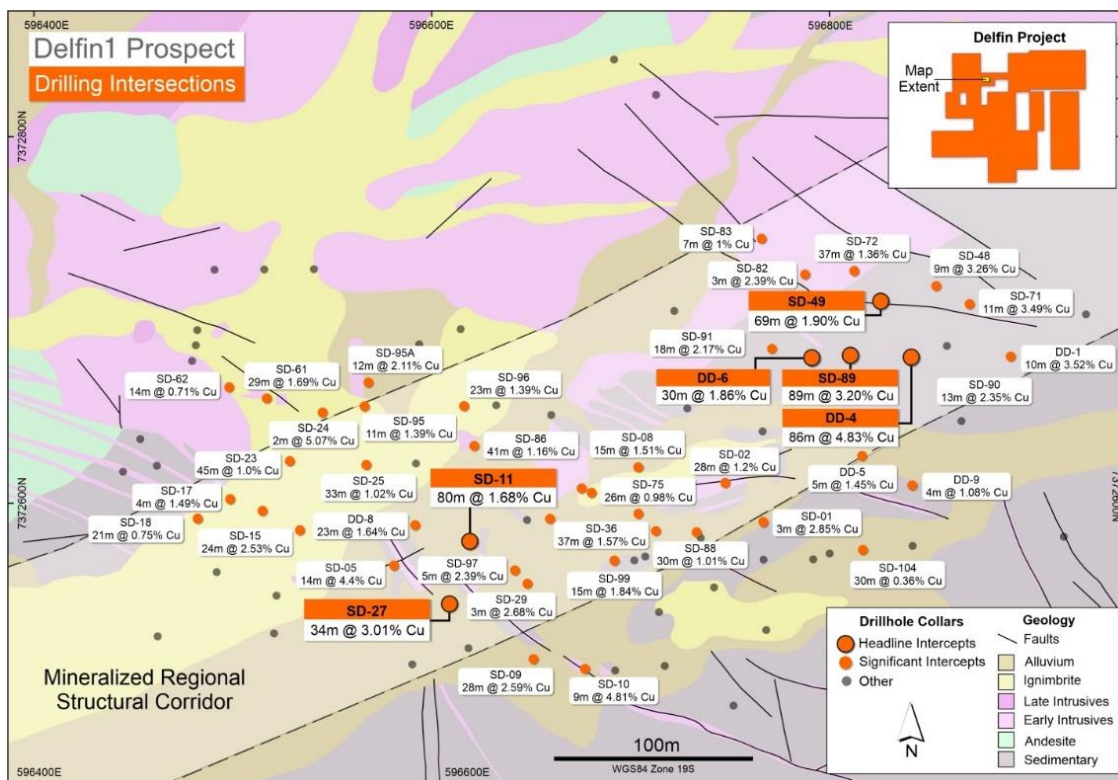 596400E
596600E
596800E
Delfin1 Prospect
Drilling Intersections
Delfin Project
Map
Extent
7372800N
7372800N
SD-83
7m @ 1% Cu
SD-72
37m @ 1.36% Cu
SD-82
3m @ 2.39% Cu
SD-48
9m @ 3.26% Cu
SD-49
69m @ 1.90% Cu
SD-71
11m @ 3.49% Cu
SD-91
18m @ 2.17% Cu
DD-1
10m @ 3.52% Cu
SD-95A
12m @ 2.11% Cu
SD-61
29m @ 1.69% Cu
SD-62
14m @ 0.71% Cu
SD-96
23m @ 1.39% Cu
DD-6
30m @ 1.86% Cu
SD-89
89m @ 3.20% Cu
SD-90
13m @ 2.35% Cu
DD-4
86m @ 4.83% Cu
SD-24
2m @ 5.07% Cu
SD-95
11m @ 1.39% Cu
SD-86
41m @ 1.16% Cu
SD-08
15m @ 1.51% Cu
SD-02
28m @ 1.2% Cu
SD-23
45m @ 1.0% Cu
SD-25
33m @ 1.02% Cu
SD-11
80m @ 1.68% Cu
SD-75
26m @ 0.98% Cu
DD-5
5m @ 1.45% Cu
DD-9
4m @ 1.08% Cu
7372600N
7372600N
SD-17
4m @ 1.49% Cu
SD-18
21m @ 0.75% Cu
SD-15
24m @ 2.53% Cu
DD-8
23m @ 1.64% Cu
SD-36
37m @ 1.57% Cu
SD-01
3m @ 2.85% Cu
SD-88
30m @ 1.01% Cu
SD-05
14m @ 4.4% Cu
SD-97
5m @ 2.39% Cu
SD-99
15m @ 1.84% Cu
SD-104
30m @ 0.36% Cu
SD-29
3m @ 2.68% Cu
SD-27
34m @ 3.01% Cu
SD-09
28m @ 2.59% Cu
SD-10
9m @ 4.81% Cu
Mineralized Regional
Structural Corridor
Drillhole Collars
Headline Intercepts
Significant Intercepts
Other
N
Geology
Faults
Alluvium
Ignimbrite
Late Intrusives
Early Intrusives
Andesite
Sedimentary
100m
WGS84 Zone 19S
596400E
596600E